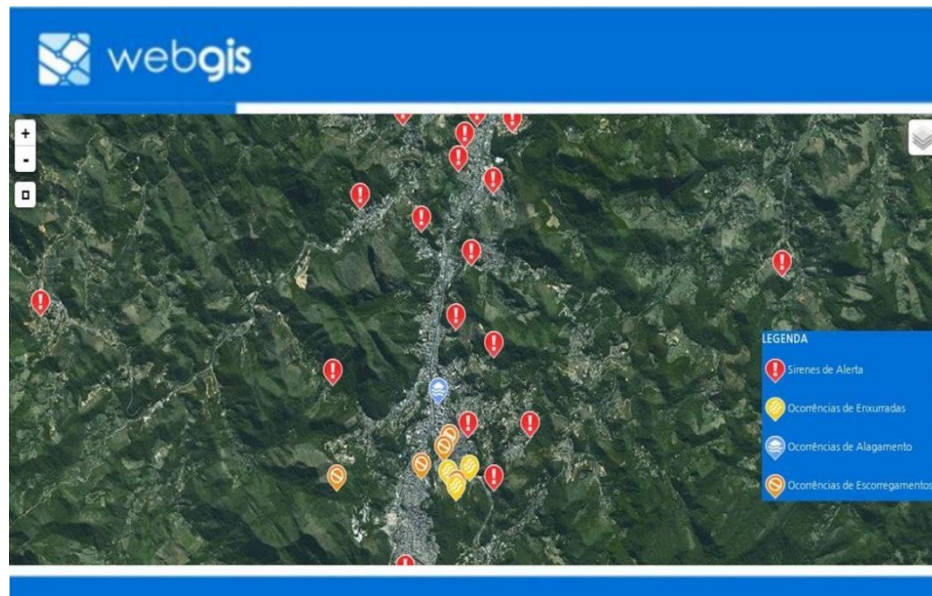 webgis
+
-
LEGENDA
Sirenes de Alerta
Ocorrências de Enxurradas
Ocorrências de Alagamento
Ocorrências de Escorregamentos